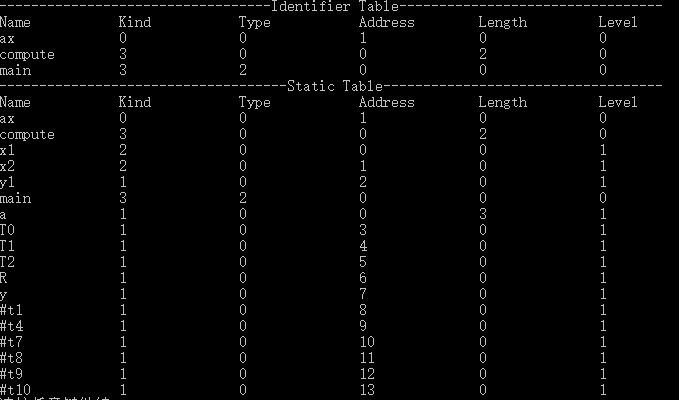 ----------------------------------Identifier Table---------------------------------
Name Kind Type Address Length Level
ax 0 0 1 0 0
compute 3 0 0 2 0
main 3 2 0 0 0
------------------------------------Static Table-----------------------------------
Name Kind Type Address Length Level
ax 0 0 1 0 0
compute 3 0 0 2 0
x1 2 0 0 0 1
x2 2 0 1 0 1
y1 1 0 2 0 1
main 3 2 0 0 0
a 1 0 0 3 1
T0 1 0 3 0 1
T1 1 0 4 0 1
T2 1 0 5 0 1
R 1 0 6 0 1
y 1 0 7 0 1
#t1 1 0 8 0 1
#t4 1 0 9 0 1
#t7 1 0 10 0 1
#t8 1 0 11 0 1
#t9 1 0 12 0 1
#t10 1 0 13 0 1